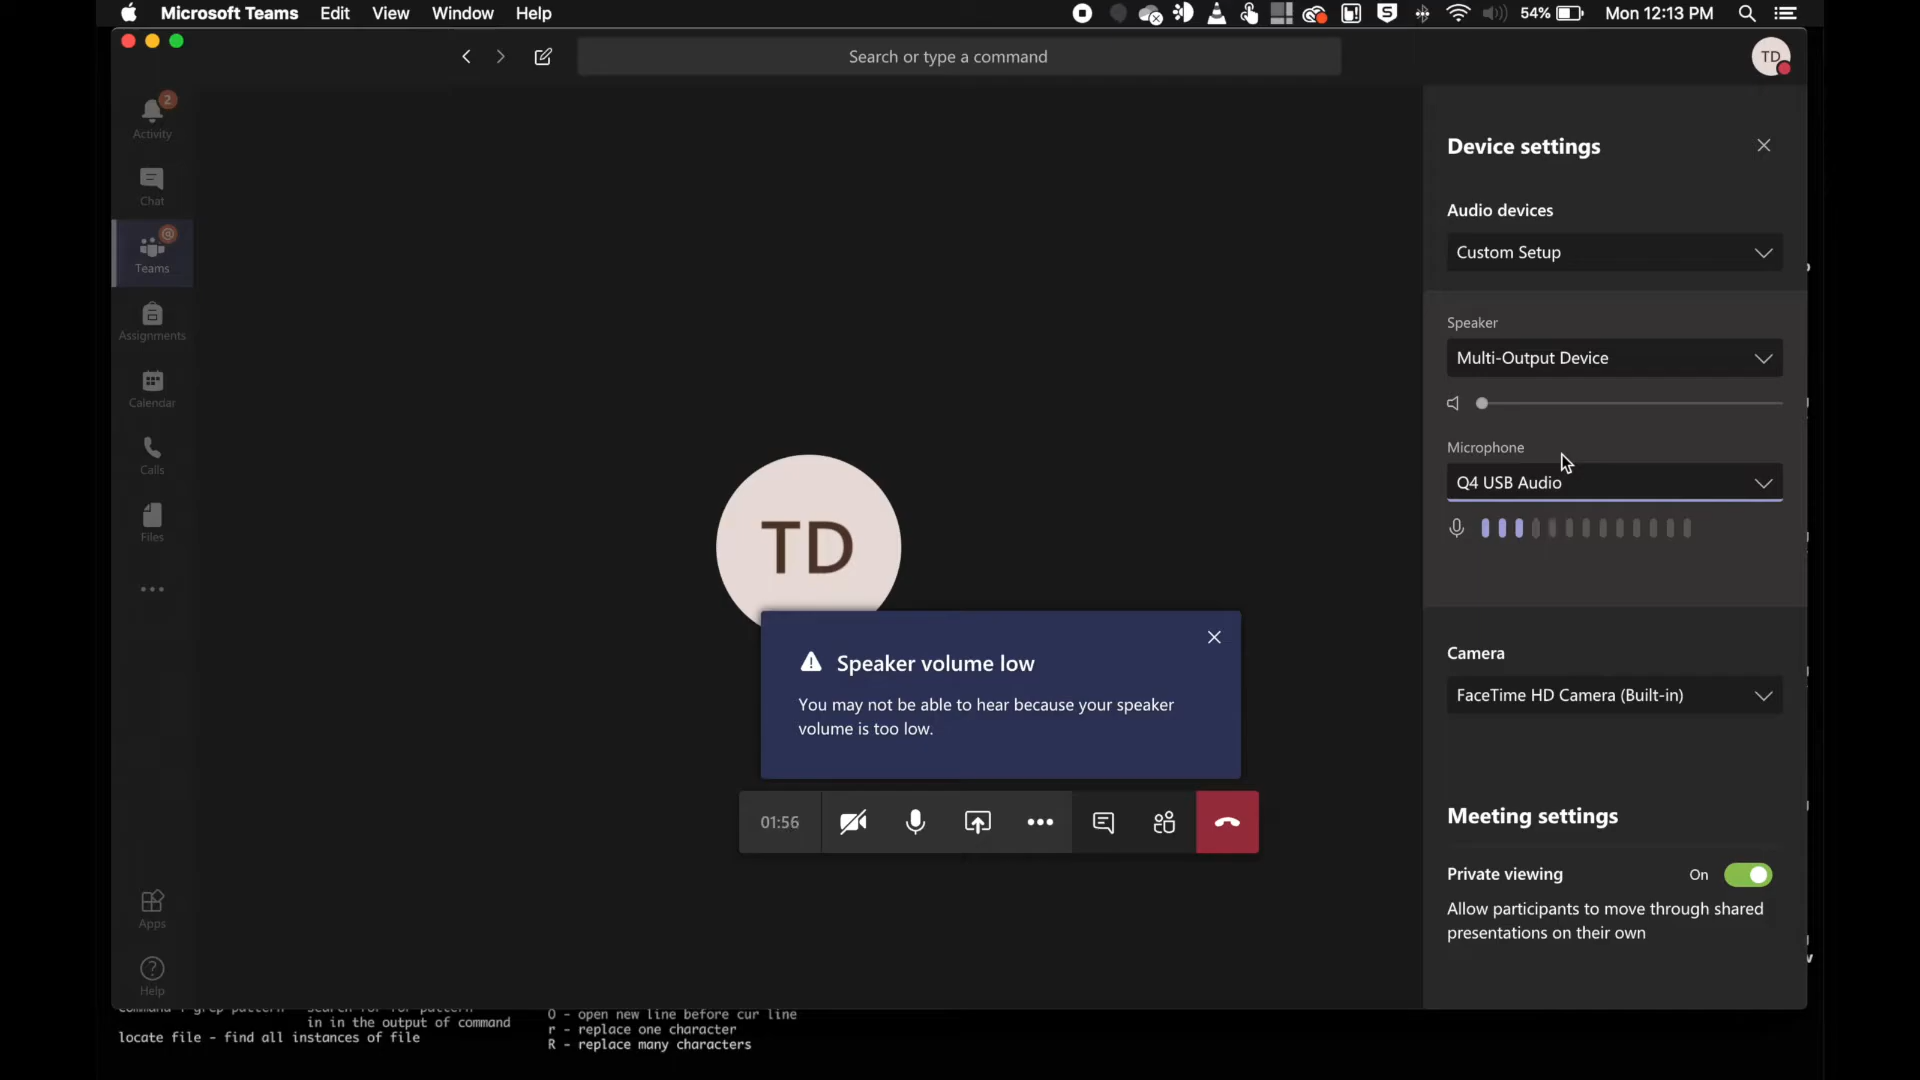 Microsoft Teams Edit View Window Help
54% Mon 12:13 PM
Search or type a command
TD
2
Activity
Chat
Teams
Assignments
Calendar
Calls
Files
Apps
Help
TD
Speaker volume low
You may not be able to hear because your speaker
volume is too low.
01:56
Device settings
Audio devices
Custom Setup
Speaker
Multi-Output Device
Microphone
Q4 USB Audio
Camera
FaceTime HD Camera (Built-in)
Meeting settings
Private viewing On
Allow participants to move through shared
presentations on their own
in in the output of command
locate file - find all instances of file
O - open new line before cur line
r - replace one character
R - replace many characters